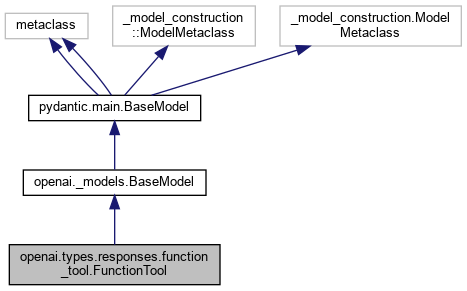 metaclass
_model_construction
::ModelMetaclass
_model_construction.Model
Metaclass
pydantic.main.BaseModel
openai._models.BaseModel
openai.types.responses.function
_tool.FunctionTool